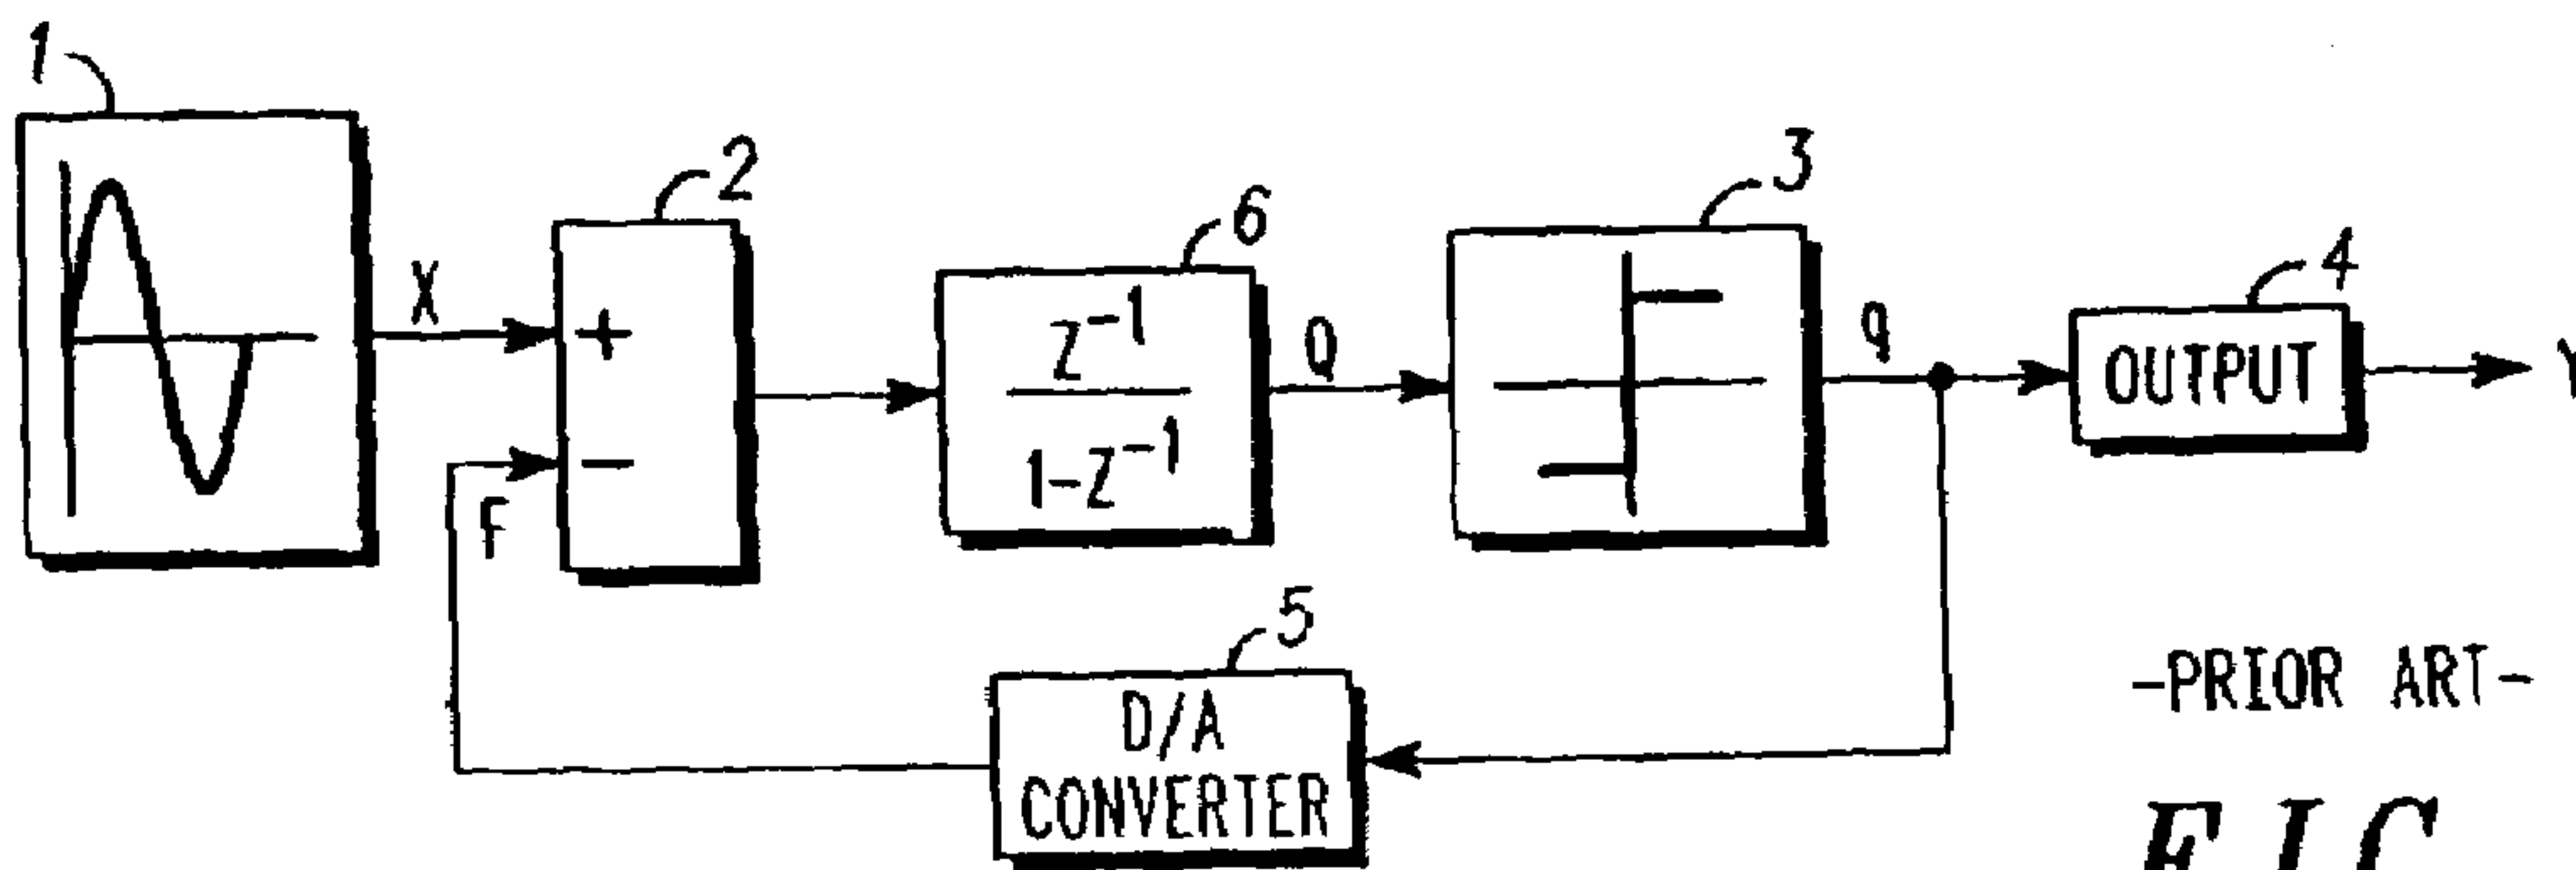 1
2
6
3
4
X
+
Z⁻¹
1-Z⁻¹
Q
q
OUTPUT
Y
−
F
5
D/A
CONVERTER
-PRIOR ART-